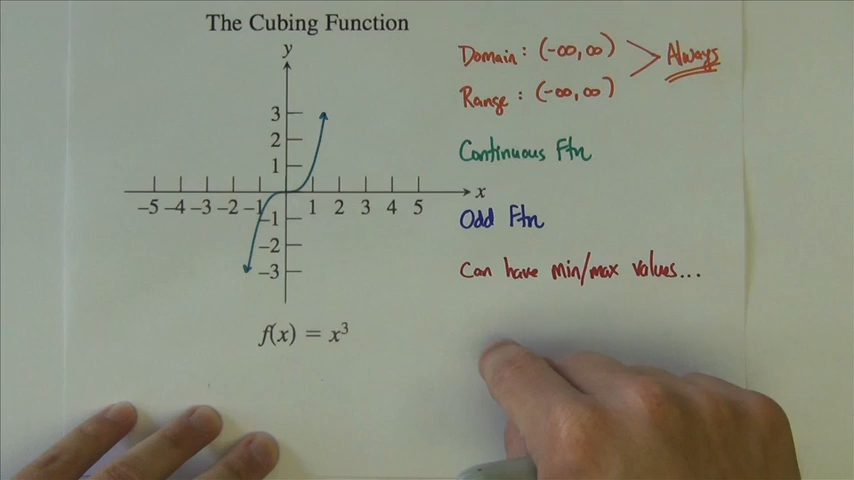 The Cubing Function
y
Domain: (-∞, ∞)
Always
Range: (-∞, ∞)
3
2
1
Continuous Ftn
x
–5 –4 –3 –2 –1 1 2 3 4 5
–1
Odd Ftn
–2
–3
Can have min/max values...
f(x) = x³